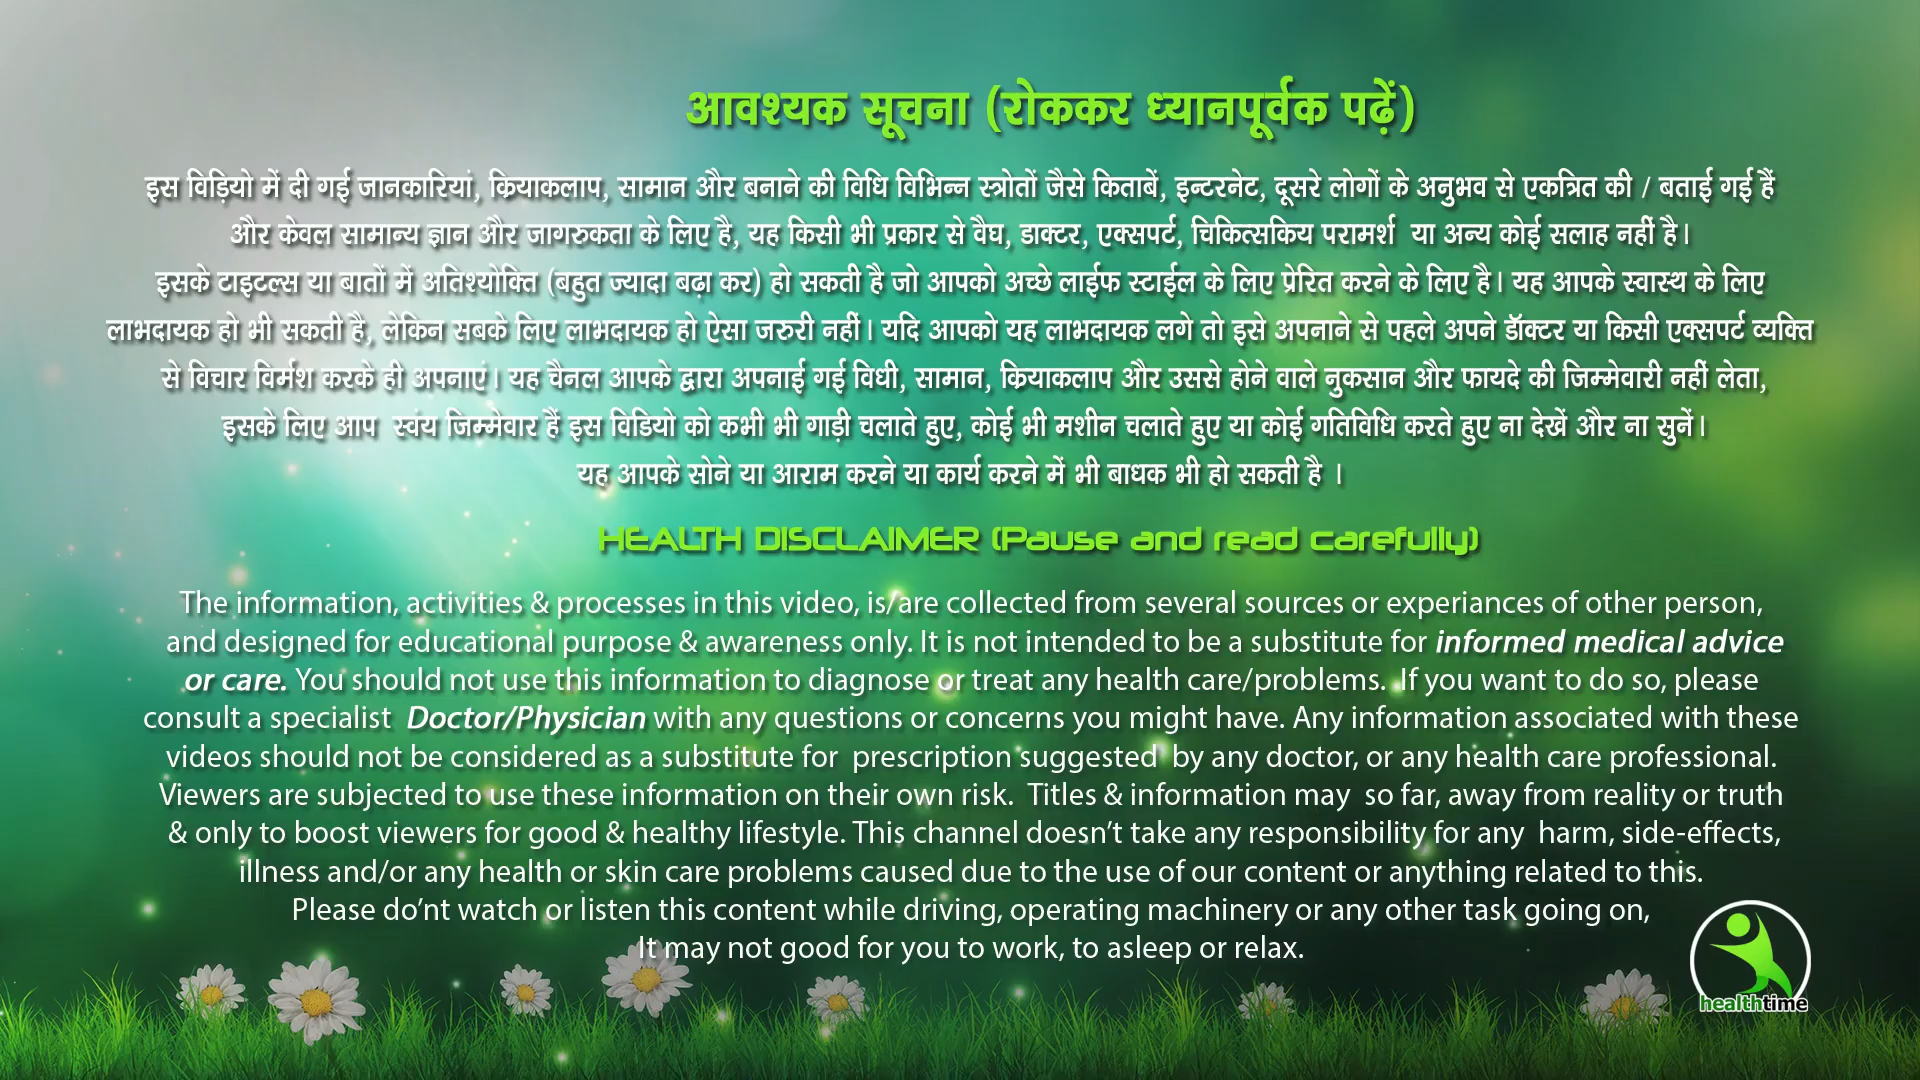 आवश्यक सूचना (रोककर ध्यानपूर्वक पढ़ें)
इस विड़ियो में दी गई जानकारियां, क्रियाकलाप, सामान और बनाने की विधि विभिन्न स्त्रोतों जैसे किताबें, इन्टरनेट, दूसरे लोगों के अनुभव से एकत्रित की / बताई गई हैं
और केवल सामान्य ज्ञान और जागरुकता के लिए है, यह किसी भी प्रकार से वैघ, डाक्टर, एक्सपर्ट, चिकित्सकिय परामर्श या अन्य कोई सलाह नहीं है।
इसके टाइटल्स या बातों में अतिश्योक्ति (बहुत ज्यादा बढ़ा कर) हो सकती है जो आपको अच्छे लाईफ स्टाईल के लिए प्रेरित करने के लिए है। यह आपके स्वास्थ के लिए
लाभदायक हो भी सकती है, लेकिन सबके लिए लाभदायक हो ऐसा जरुरी नहीं। यदि आपको यह लाभदायक लगे तो इसे अपनाने से पहले अपने डॉक्टर या किसी एक्सपर्ट व्यक्ति
से विचार विर्मश करके ही अपनाएं। यह चैनल आपके द्वारा अपनाई गई विधी, सामान, क्रियाकलाप और उससे होने वाले नुकसान और फायदे की जिम्मेवारी नहीं लेता,
इसके लिए आप स्वंय जिम्मेवार हैं इस विडियो को कभी भी गाड़ी चलाते हुए, कोई भी मशीन चलाते हुए या कोई गतिविधि करते हुए ना देखें और ना सुनें।
यह आपके सोने या आराम करने या कार्य करने में भी बाधक भी हो सकती है ।
HEALTH DISCLAIMER (Pause and read carefully)
The information, activities & processes in this video, is/are collected from several sources or experiances of other person,
and designed for educational purpose & awareness only. It is not intended to be a substitute for informed medical advice
or care. You should not use this information to diagnose or treat any health care/problems. If you want to do so, please
consult a specialist Doctor/Physician with any questions or concerns you might have. Any information associated with these
videos should not be considered as a substitute for prescription suggested by any doctor, or any health care professional.
Viewers are subjected to use these information on their own risk. Titles & information may so far, away from reality or truth
& only to boost viewers for good & healthy lifestyle. This channel doesn't take any responsibility for any harm, side-effects,
illness and/or any health or skin care problems caused due to the use of our content or anything related to this.
Please do'nt watch or listen this content while driving, operating machinery or any other task going on,
It may not good for you to work, to asleep or relax.
healthtime